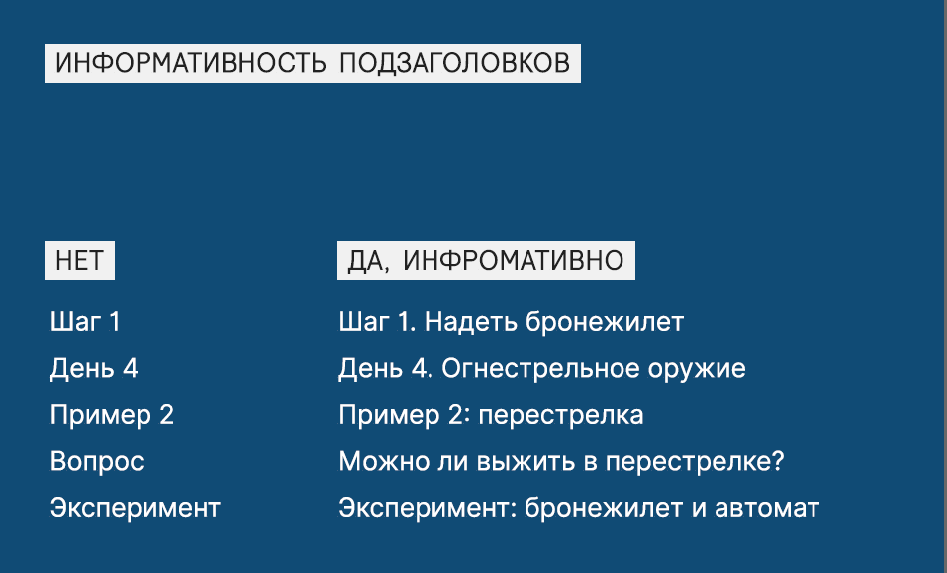 ИНФОРМАТИВНОСТЬ ПОДЗАГОЛОВКОВ
НЕТ
ДА, ИНФРОМАТИВНО
Шаг 1
Шаг 1. Надеть бронежилет
День 4
День 4. Огнестрельное оружие
Пример 2
Пример 2: перестрелка
Вопрос
Можно ли выжить в перестрелке?
Эксперимент
Эксперимент: бронежилет и автомат